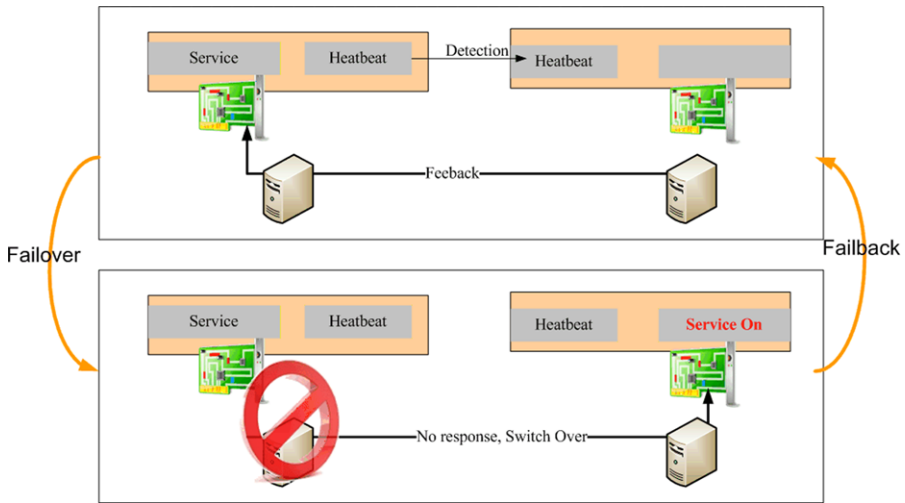 Service
Heatbeat
Detection
Heatbeat
Feeback
Failover
Failback
Service
Heatbeat
Heatbeat
Service On
No response, Switch Over